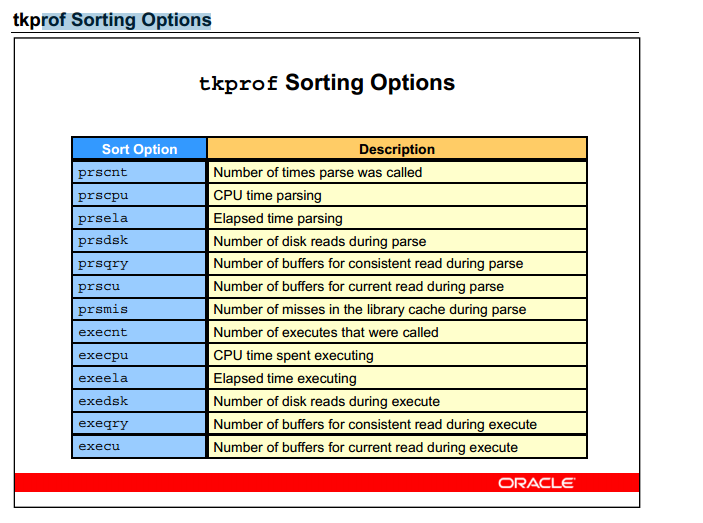 tkprof Sorting Options
tkprof Sorting Options
Sort Option Description
prscnt Number of times parse was called
prscpu CPU time parsing
prsela Elapsed time parsing
prsdsk Number of disk reads during parse
prsqry Number of buffers for consistent read during parse
prscu Number of buffers for current read during parse
prsmis Number of misses in the library cache during parse
execnt Number of executes that were called
execpu CPU time spent executing
exeela Elapsed time executing
exedsk Number of disk reads during execute
exeqry Number of buffers for consistent read during execute
execu Number of buffers for current read during execute
ORACLE